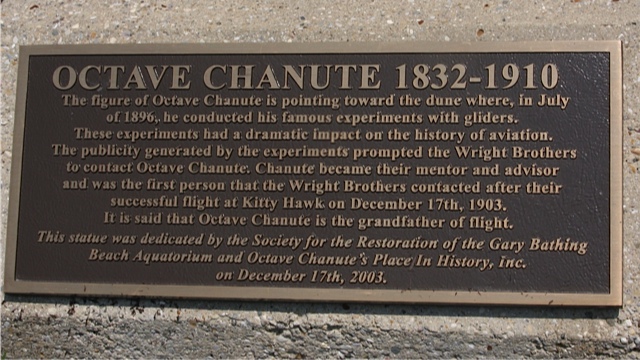 OCTAVE CHANUTE 1832-1910
The figure of Octave Chanute is pointing toward the dune where, in July
of 1896, he conducted his famous experiments with gliders.
These experiments had a dramatic impact on the history of aviation.
The publicity generated by the experiments prompted the Wright Brothers
to contact Octave Chanute. Chanute became their mentor and advisor
and was the first person that the Wright Brothers contacted after their
successful flight at Kitty Hawk on December 17th, 1903.
It is said that Octave Chanute is the grandfather of flight.
This statue was dedicated by the Society for the Restoration of the Gary Bathing
Beach Aquatorium and Octave Chanute's Place In History, Inc.
on December 17th, 2003.